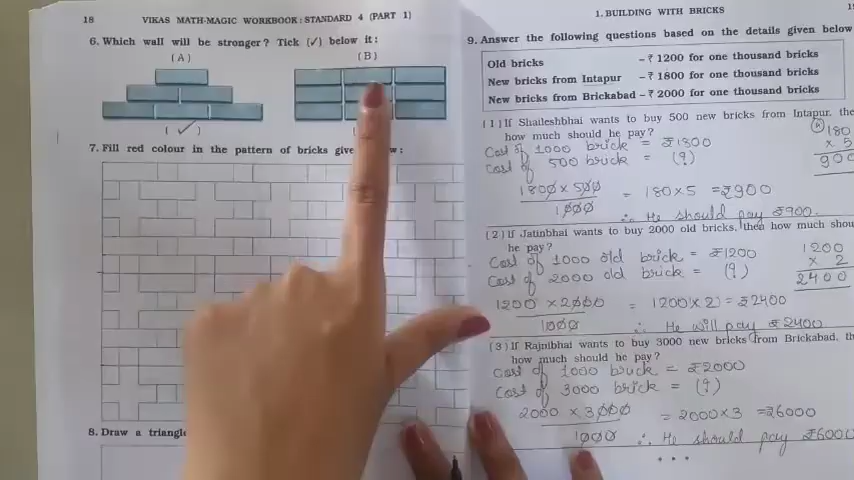 18 VIKAS MATH-MAGIC WORKBOOK : STANDARD 4 (PART 1)
6. Which wall will be stronger? Tick (✓) below it :
(A) (B)
( ✓ ) (
7. Fill red colour in the pattern of bricks give w :
8. Draw a triangle
1. BUILDING WITH BRICKS
9. Answer the following questions based on the details given below
Old bricks – ₹ 1200 for one thousand bricks
New bricks from Intapur – ₹ 1800 for one thousand bricks
New bricks from Brickabad – ₹ 2000 for one thousand bricks
(1) If Shaileshbhai wants to buy 500 new bricks from Intapur, the
how much should he pay?
Cost of 1000 brick = ₹1800
Cost of 500 brick = (?)
180
× 5
900
1800 × 500
1000
= 180×5 = ₹900
∴ He should pay ₹900.
(2) If Jatinbhai wants to buy 2000 old bricks, then how much shou
he pay?
Cost of 1000 old brick = ₹1200
Cost of 2000 old brick = (?)
1200
× 2
2400
1200 × 2000
1000
= 1200×2 = ₹2400
∴ He will pay ₹2400
(3) If Rajnibhai wants to buy 3000 new bricks from Brickabad, th
how much should he pay?
Cost of 1000 brick = ₹2000
Cost of 3000 brick = (?)
2000 × 3000
1000
= 2000×3 = ₹6000
∴ He should pay ₹6000
• • •